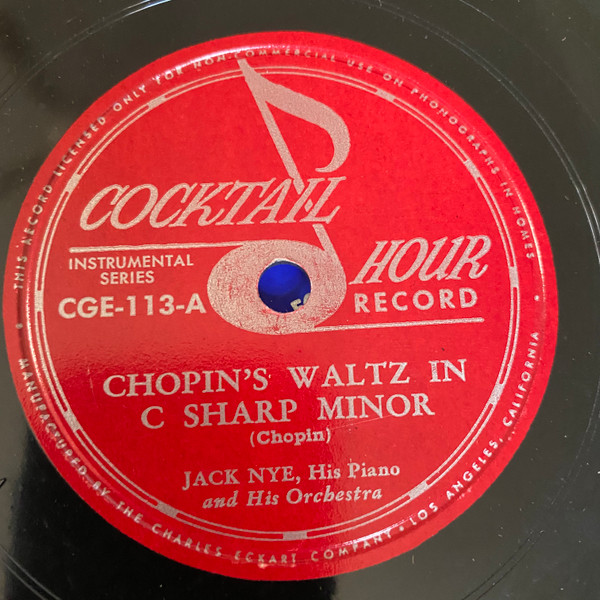 THIS RECORD LICENSED ONLY FOR NON-COMMERCIAL USE ON PHONOGRAPHS IN HOMES
COCKTAIL
HOUR
INSTRUMENTAL
SERIES
CGE-113-A
RECORD
CHOPIN'S WALTZ IN
C SHARP MINOR
(Chopin)
JACK NYE, His Piano
and His Orchestra
MANUFACTURED BY THE CHARLES ECKART COMPANY • LOS ANGELES, CALIFORNIA